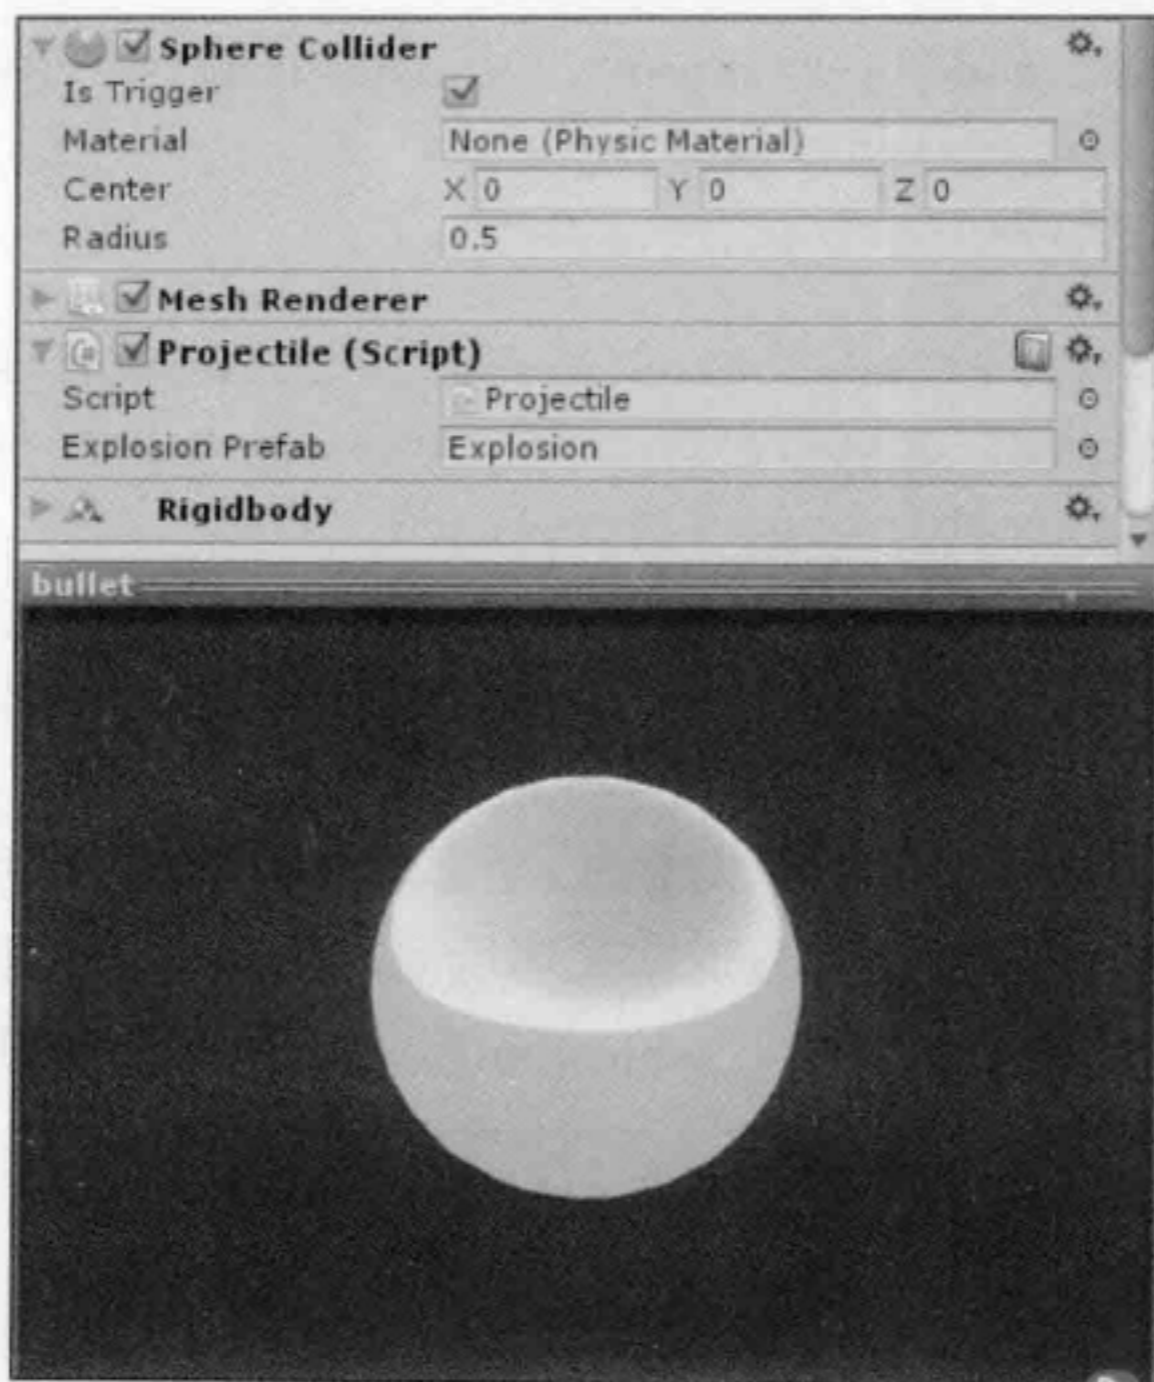 Sphere Collider
Is Trigger
Material None (Physic Material)
Center X 0 Y 0 Z 0
Radius 0.5
Mesh Renderer
Projectile (Script)
Script Projectile
Explosion Prefab Explosion
Rigidbody
bullet